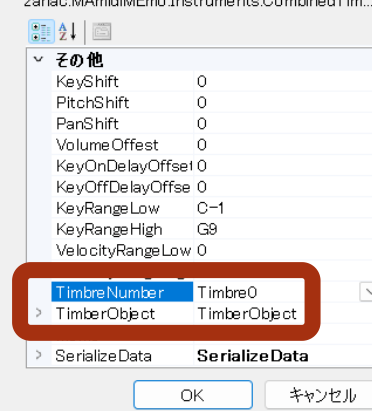 zanac.MAmidiMEmo.Instruments.CombinedTim...
その他
KeyShift 0
PitchShift 0
PanShift 0
VolumeOffest 0
KeyOnDelayOffset 0
KeyOffDelayOffse 0
KeyRangeLow C-1
KeyRangeHigh G9
VelocityRangeLow 0
TimbreNumber Timbre0
TimberObject TimberObject
SerializeData SerializeData
OK キャンセル